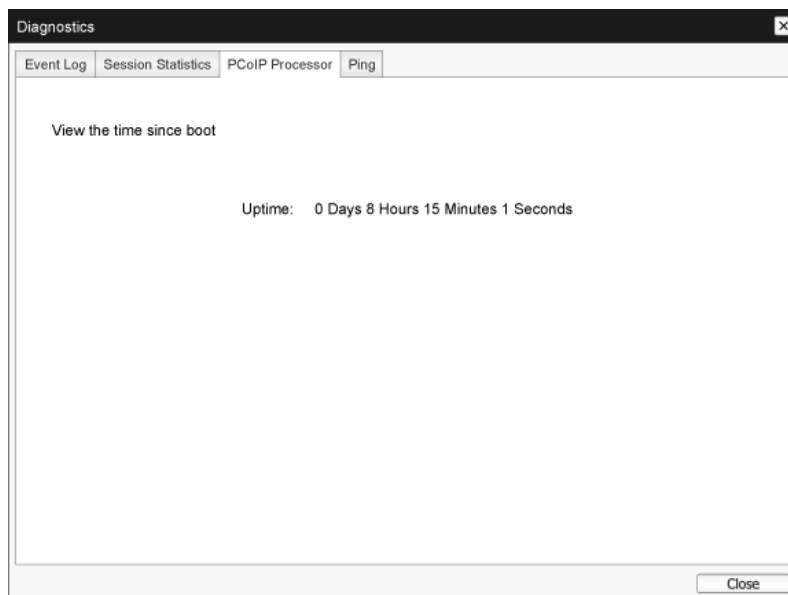 Diagnostics
Event Log Session Statistics PCoIP Processor Ping
View the time since boot
Uptime: 0 Days 8 Hours 15 Minutes 1 Seconds
Close